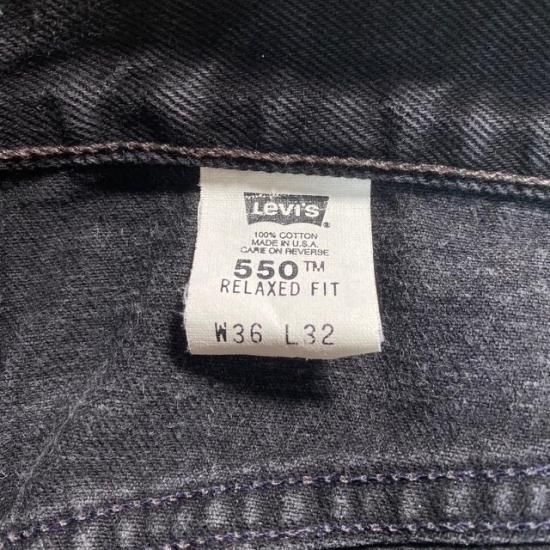 Levi's ®
100% COTTON
MADE IN U.S.A.
CARE ON REVERSE
550™
RELAXED FIT
W36 L32